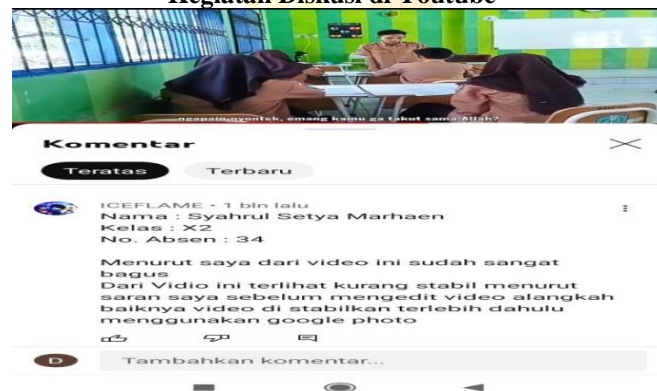 Kegiatan Diskusi di Youtube
ngapain nyontek, emang kamu ga takut sama Allah?
Komentar
Teratas
Terbaru
ICEFLAME • 1 bln lalu
Nama : Syahrul Setya Marhaen
Kelas : X2
No. Absen : 34
Menurut saya dari video ini sudah sangat
bagus
Dari Vidio ini terlihat kurang stabil menurut
saran saya sebelum mengedit video alangkah
baiknya video di stabilkan terlebih dahulu
menggunakan google photo
D
Tambahkan komentar...